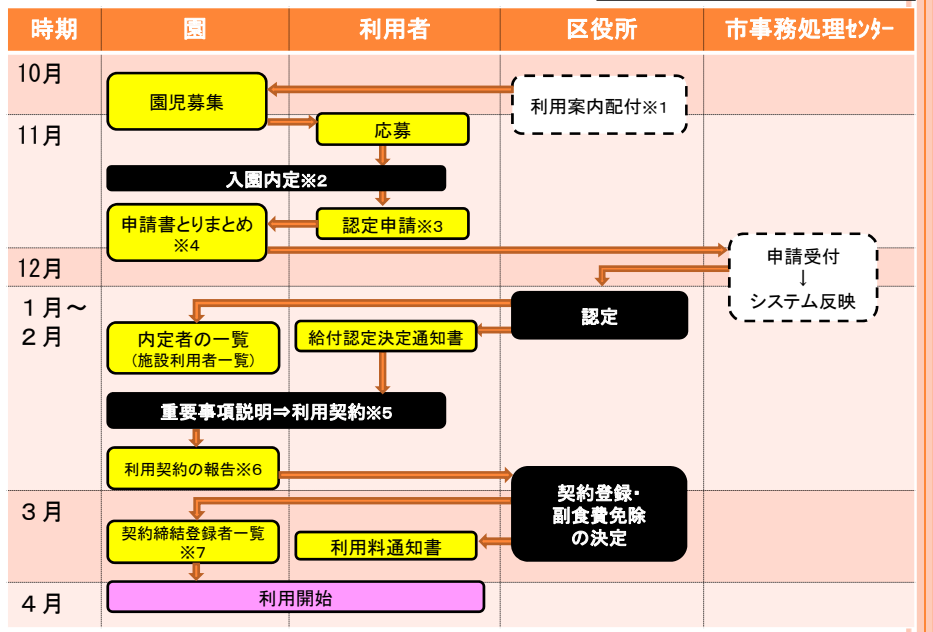 時期 園 利用者 区役所 市事務処理ｾﾝﾀｰ
10月
園児募集
利用案内配付※1
11月
応募
入園内定※2
申請書とりまとめ
※4
認定申請※3
申請受付
↓
システム反映
12月
１月～
２月
認定
内定者の一覧
(施設利用者一覧)
給付認定決定通知書
重要事項説明⇒利用契約※5
利用契約の報告※6
契約登録・
副食費免除
の決定
３月
契約締結登録者一覧
※7
利用料通知書
４月
利用開始